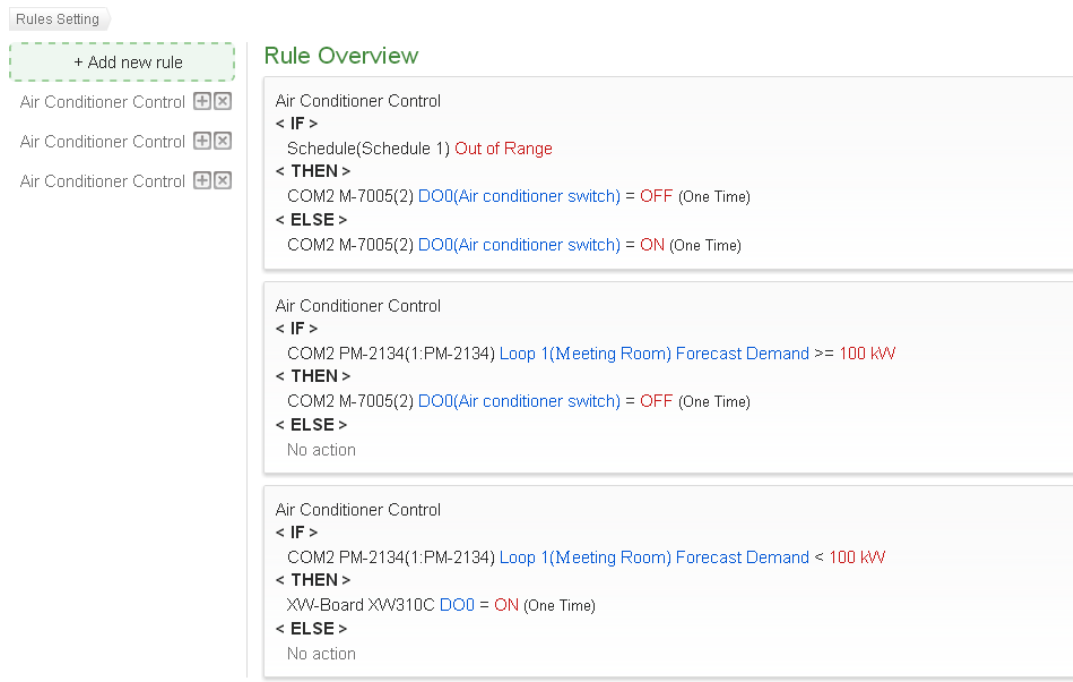 Rules Setting
+ Add new rule
Air Conditioner Control
Air Conditioner Control
Air Conditioner Control
Rule Overview
Air Conditioner Control
< IF >
Schedule(Schedule 1) Out of Range
< THEN >
COM2 M-7005(2) DO0(Air conditioner switch) = OFF (One Time)
< ELSE >
COM2 M-7005(2) DO0(Air conditioner switch) = ON (One Time)
Air Conditioner Control
< IF >
COM2 PM-2134(1:PM-2134) Loop 1(Meeting Room) Forecast Demand >= 100 kW
< THEN >
COM2 M-7005(2) DO0(Air conditioner switch) = OFF (One Time)
< ELSE >
No action
Air Conditioner Control
< IF >
COM2 PM-2134(1:PM-2134) Loop 1(Meeting Room) Forecast Demand < 100 kW
< THEN >
XW-Board XW310C DO0 = ON (One Time)
< ELSE >
No action